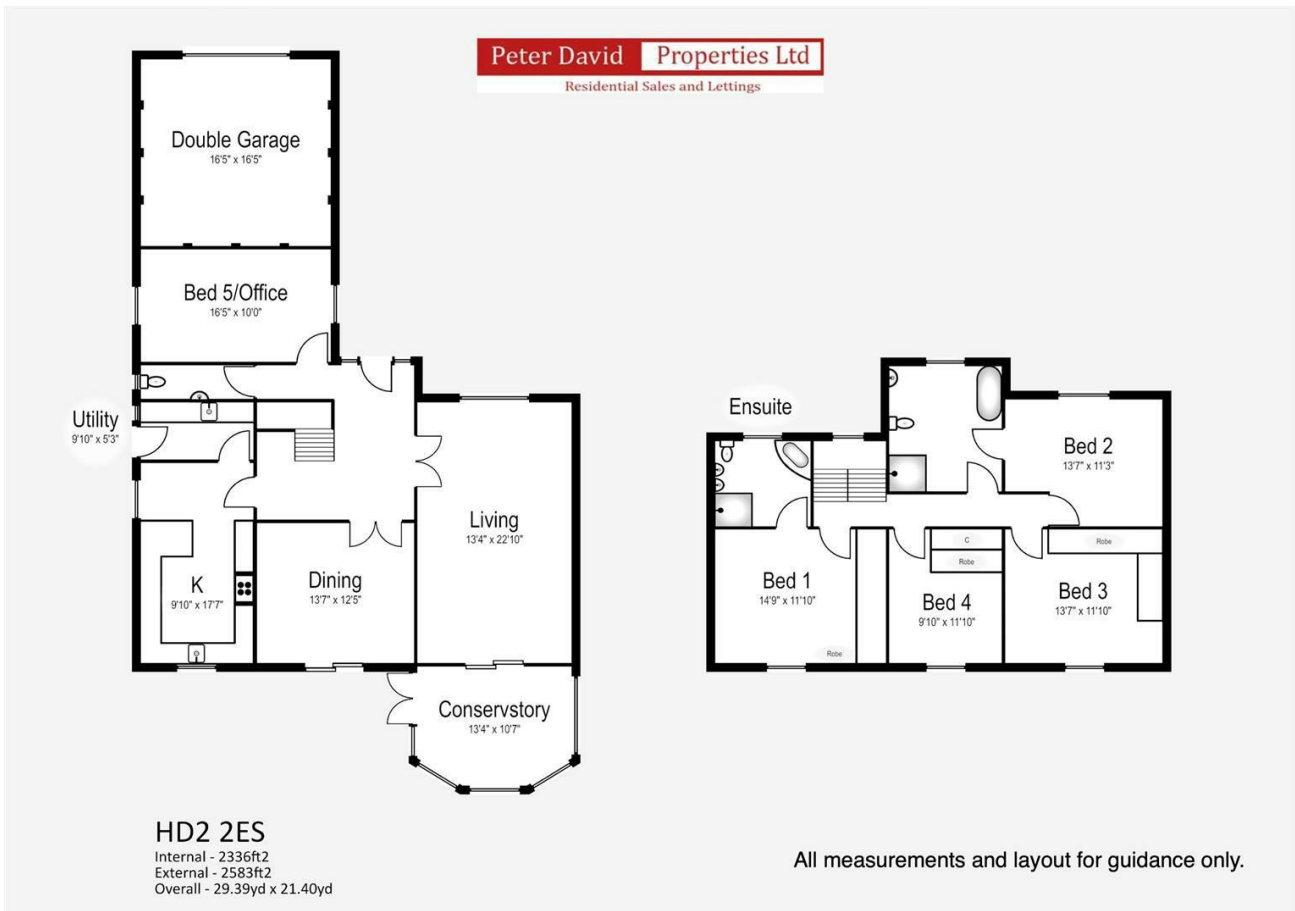 Peter David Properties Ltd
Residential Sales and Lettings
Double Garage
16'5" x 16'5"
Bed 5/Office
16'5" x 10'0"
Utility
9'10" x 5'3"
K
9'10" x 17'7"
Dining
13'7" x 12'5"
Living
13'4" x 22'10"
Conservstory
13'4" x 10'7"
Ensuite
Bed 2
13'7" x 11'3"
Bed 1
14'9" x 11'10"
Robe
C
Robe
Bed 4
9'10" x 11'10"
Robe
Bed 3
13'7" x 11'10"
HD2 2ES
Internal - 2336ft2
External - 2583ft2
Overall - 29.39yd x 21.40yd
All measurements and layout for guidance only.